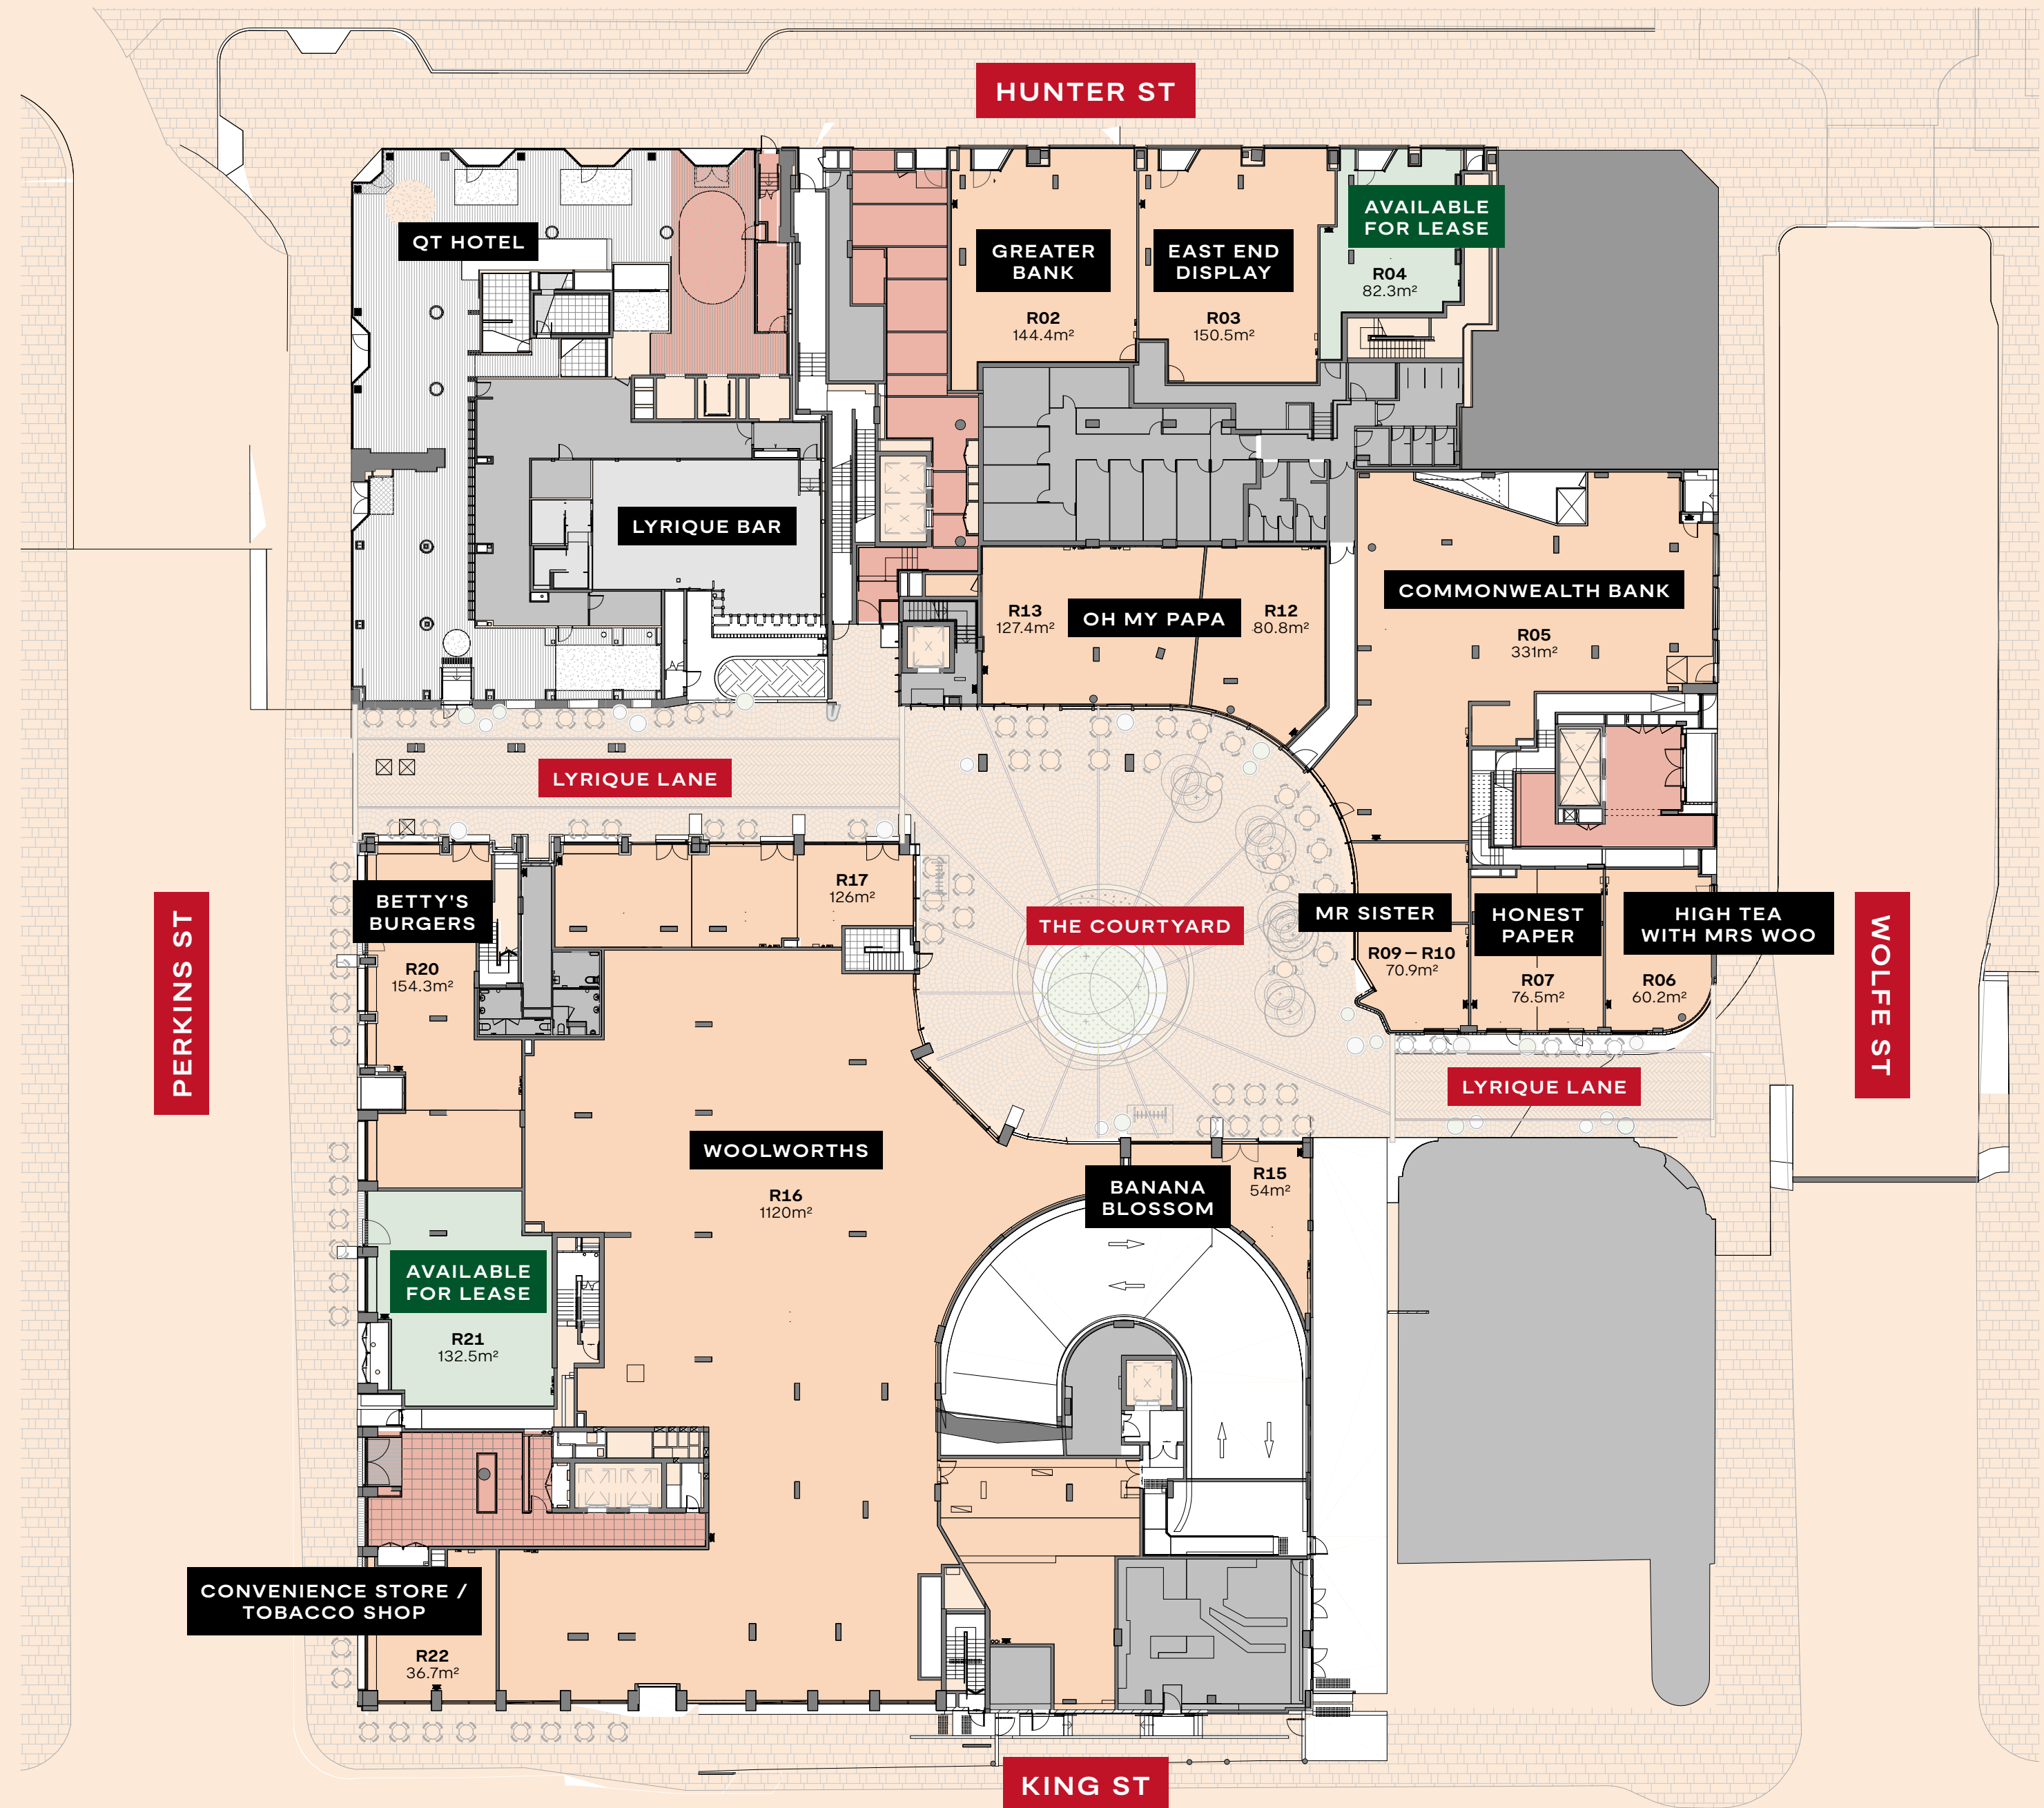 HUNTER ST
QT HOTEL
GREATER
BANK
R02
144.4m²
EAST END
DISPLAY
R03
150.5m²
AVAILABLE
FOR LEASE
R04
82.3m²
LYRIQUE BAR
R13
127.4m²
OH MY PAPA
R12
80.8m²
COMMONWEALTH BANK
R05
331m²
LYRIQUE LANE
BETTY'S
BURGERS
R20
154.3m²
R17
126m²
THE COURTYARD
MR SISTER
R09 – R10
70.9m²
HONEST
PAPER
R07
76.5m²
HIGH TEA
WITH MRS WOO
R06
60.2m²
PERKINS ST
WOLFE ST
LYRIQUE LANE
WOOLWORTHS
R16
1120m²
BANANA
BLOSSOM
R15
54m²
AVAILABLE
FOR LEASE
R21
132.5m²
CONVENIENCE STORE /
TOBACCO SHOP
R22
36.7m²
KING ST